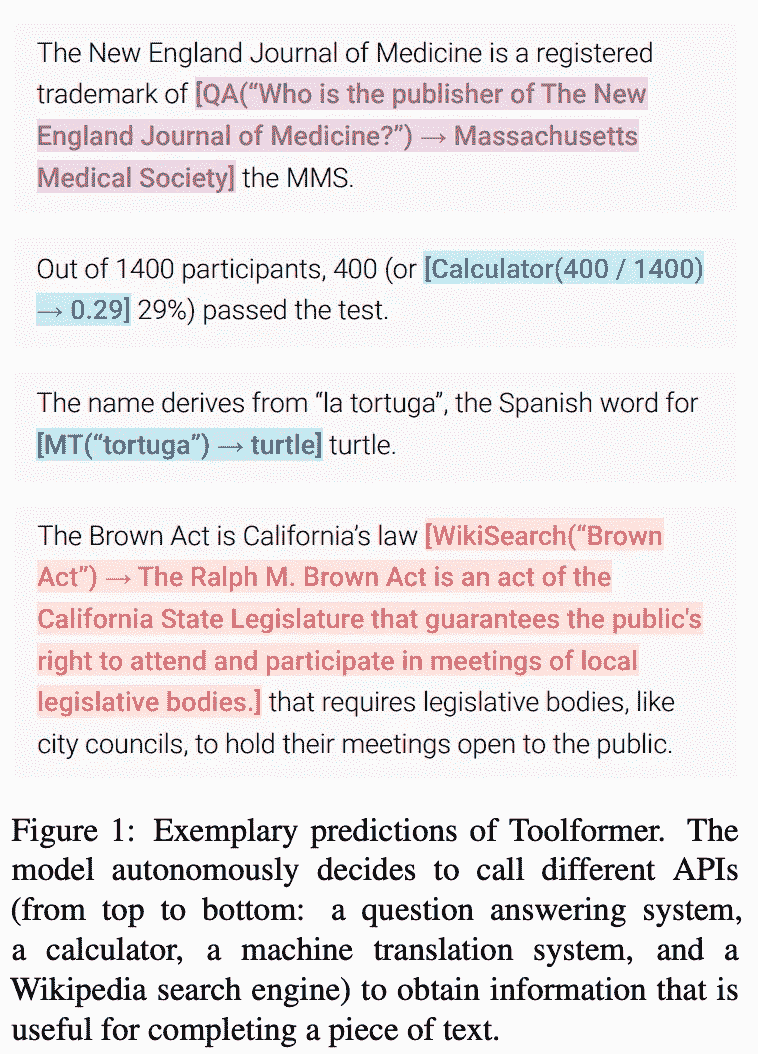 The New England Journal of Medicine is a registered
trademark of [QA(“Who is the publisher of The New
England Journal of Medicine?”) → Massachusetts
Medical Society] the MMS.
Out of 1400 participants, 400 (or [Calculator(400 / 1400)
→ 0.29] 29%) passed the test.
The name derives from “la tortuga”, the Spanish word for
[MT(“tortuga”) → turtle] turtle.
The Brown Act is California’s law [WikiSearch(“Brown
Act”) → The Ralph M. Brown Act is an act of the
California State Legislature that guarantees the public's
right to attend and participate in meetings of local
legislative bodies.] that requires legislative bodies, like
city councils, to hold their meetings open to the public.
Figure 1: Exemplary predictions of Toolformer. The
model autonomously decides to call different APIs
(from top to bottom: a question answering system,
a calculator, a machine translation system, and a
Wikipedia search engine) to obtain information that is
useful for completing a piece of text.